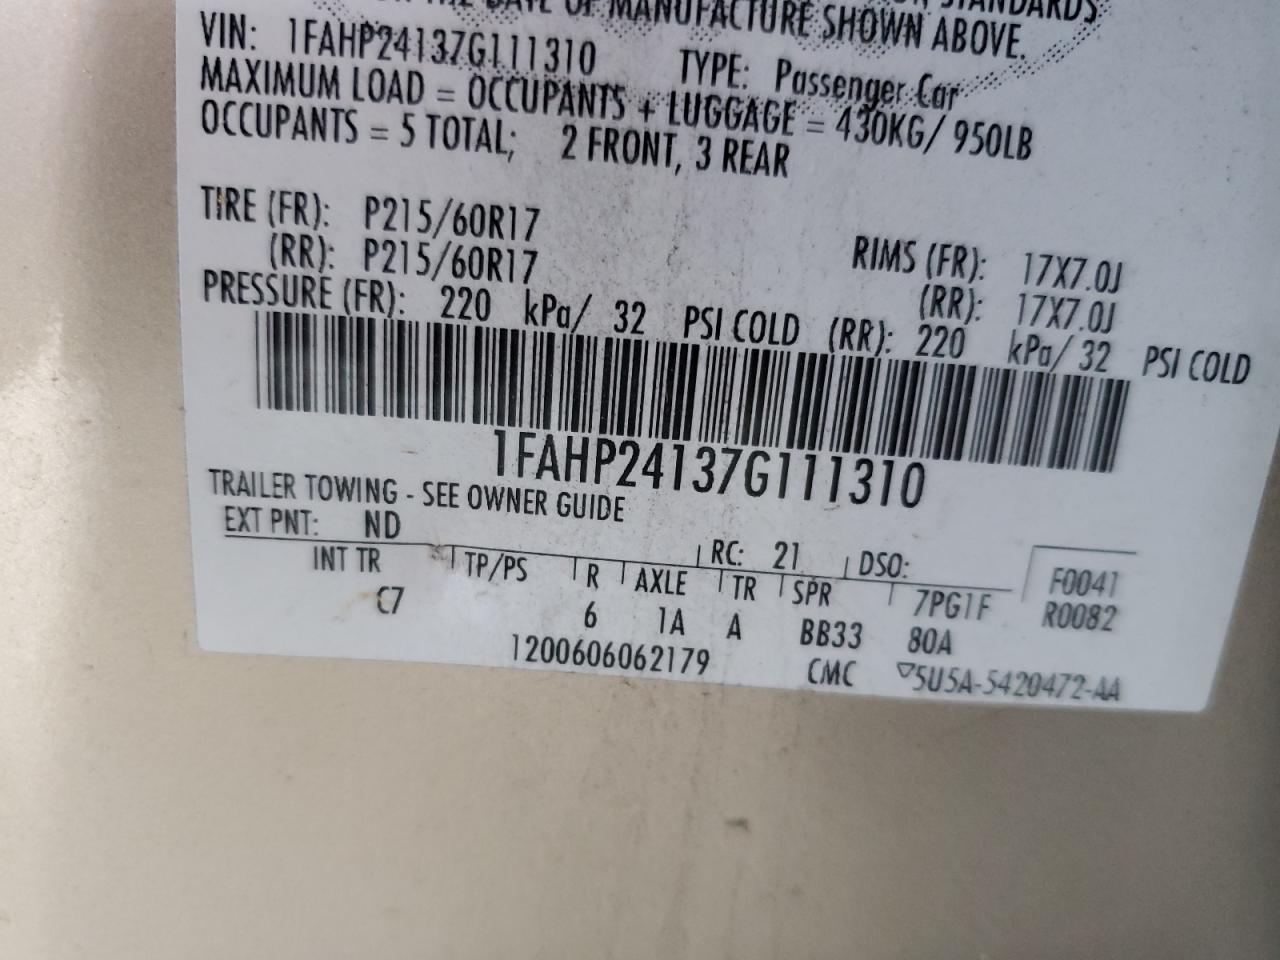 STANDARDS
THE DATE OF MANUFACTURE SHOWN ABOVE.
VIN: 1FAHP24137G111310 TYPE: Passenger Car
MAXIMUM LOAD = OCCUPANTS + LUGGAGE = 430KG/ 950LB
OCCUPANTS = 5 TOTAL; 2 FRONT, 3 REAR
TIRE (FR): P215/60R17 RIMS (FR): 17X7.0J
(RR): P215/60R17 (RR): 17X7.0J
PRESSURE (FR): 220 kPa/ 32 PSI COLD (RR): 220 kPa/ 32 PSI COLD
1FAHP24137G111310
TRAILER TOWING - SEE OWNER GUIDE
EXT PNT: ND RC: 21 DSO: F0041
INT TR TP/PS R AXLE TR SPR 7PG1F R0082
C7 6 1A A BB33 80A
1200606062179 CMC ▽5U5A-5420472-AA